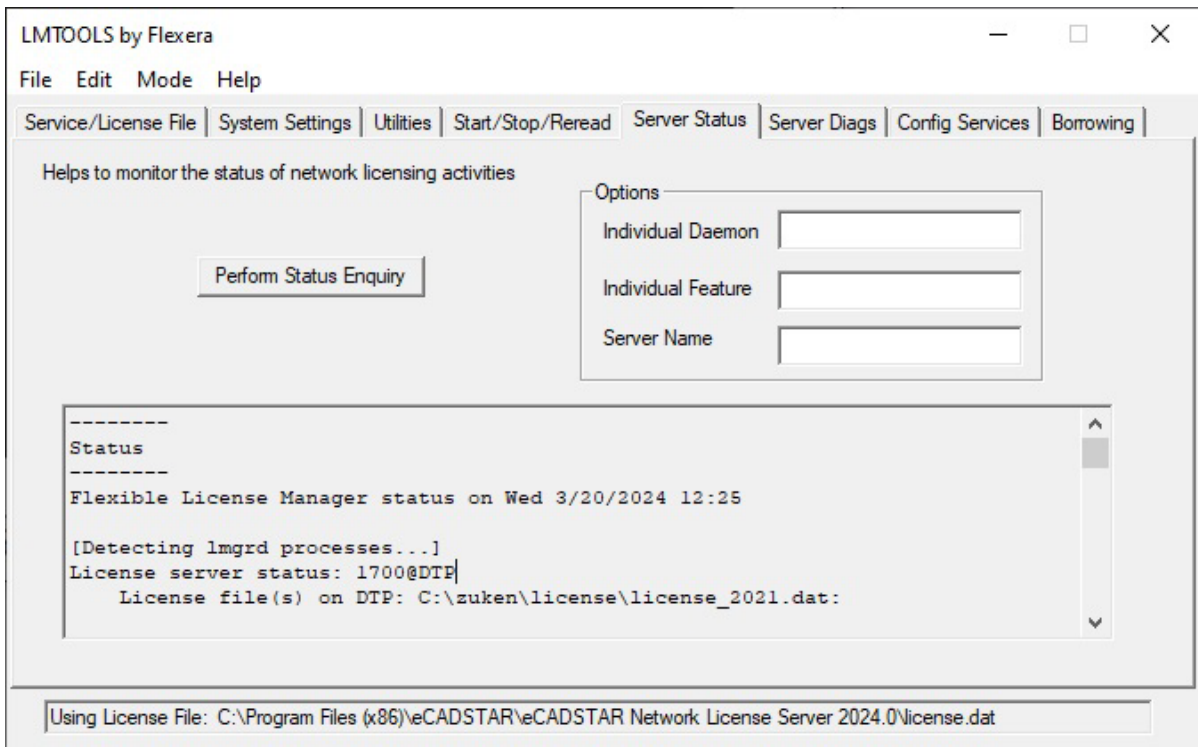 LMTOOLS by Flexera
File Edit Mode Help
Service/License File System Settings Utilities Start/Stop/Reread Server Status Server Diags Config Services Borrowing
Helps to monitor the status of network licensing activities
Options
Individual Daemon
Perform Status Enquiry
Individual Feature
Server Name
--------
Status
--------
Flexible License Manager status on Wed 3/20/2024 12:25
[Detecting lmgrd processes...]
License server status: 1700@DTP
License file(s) on DTP: C:\zuken\license\license_2021.dat:
Using License File: C:\Program Files (x86)\eCADSTAR\eCADSTAR Network License Server 2024.0\license.dat